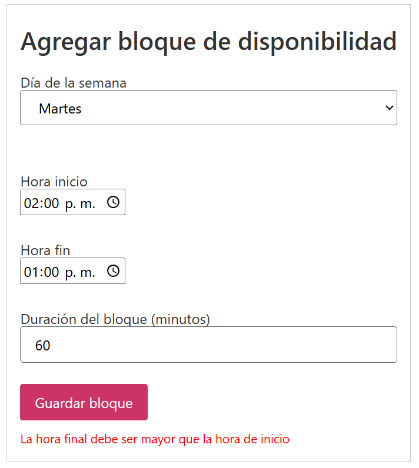 Agregar bloque de disponibilidad
Día de la semana
Martes
Hora inicio
02:00 p. m.
Hora fin
01:00 p. m.
Duración del bloque (minutos)
60
Guardar bloque
La hora final debe ser mayor que la hora de inicio